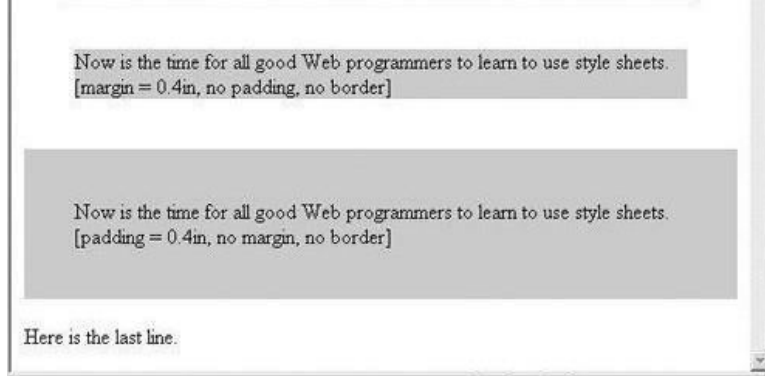 Now is the time for all good Web programmers to learn to use style sheets.
[margin = 0.4in, no padding, no border]
Now is the time for all good Web programmers to learn to use style sheets.
[padding = 0.4in, no margin, no border]
Here is the last line.